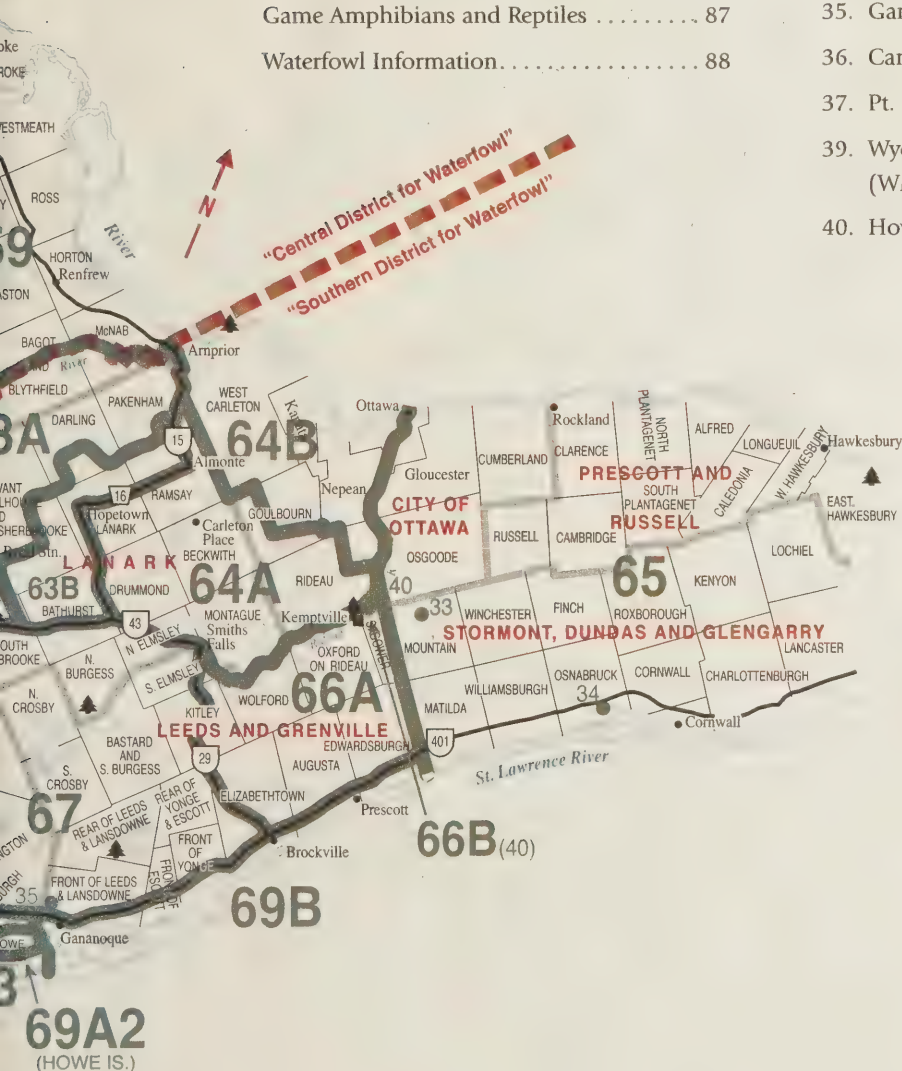 Game Amphibians and Reptiles ......... 87
Waterfowl Information.................. 88
35.
36.
37. Pt.
39.
40.
N
"Central District for Waterfowl"
"Southern District for Waterfowl"
ROSS
River
HORTON
Renfrew
McNAB
BAGOT
River
BLYTHFIELD
Arnprior
DARLING
PAKENHAM
WEST
CARLETON
15
64B
Almonte
16
RAMSAY
Hopetown
LANARK
GOULBOURN
Carleton
Place
BECKWITH
LANARK
63B
DRUMMOND
64A
RIDEAU
BATHURST
43
MONTAGUE
Smiths
Falls
Kemptville
N. ELMSLEY
S. ELMSLEY
N.
BURGESS
OXFORD
ON RIDEAU
66A
WOLFORD
N.
CROSBY
KITLEY
LEEDS AND GRENVILLE
BASTARD
AND
S. BURGESS
29
EDWARDSBURGH
AUGUSTA
S.
CROSBY
67
ELIZABETHTOWN
REAR OF LEEDS
& LANSDOWNE
REAR OF
YONGE
& ESCOTT
FRONT
OF
YONGE
FRONT OF
ESCOTT
FRONT OF LEEDS
& LANSDOWNE
35
Prescott
Brockville
69B
Gananoque
69A2
(HOWE IS.)
Ottawa
Rockland
Nepean
Gloucester
CUMBERLAND
CLARENCE
NORTH
PLANTAGENET
ALFRED
LONGUEUIL
Hawkesbury
W. HAWKESBURY
CALEDONIA
PRESCOTT AND
RUSSELL
SOUTH
PLANTAGENET
EAST.
HAWKESBURY
CITY OF
OTTAWA
OSGOODE
RUSSELL
CAMBRIDGE
LOCHIEL
65
KENYON
40
33
WINCHESTER
FINCH
ROXBOROUGH
STORMONT, DUNDAS AND GLENGARRY
MOUNTAIN
LANCASTER
S. GOWER
WILLIAMSBURGH
OSNABRUCK
34
CORNWALL
CHARLOTTENBURGH
MATILDA
401
Cornwall
St. Lawrence River
66B (40)